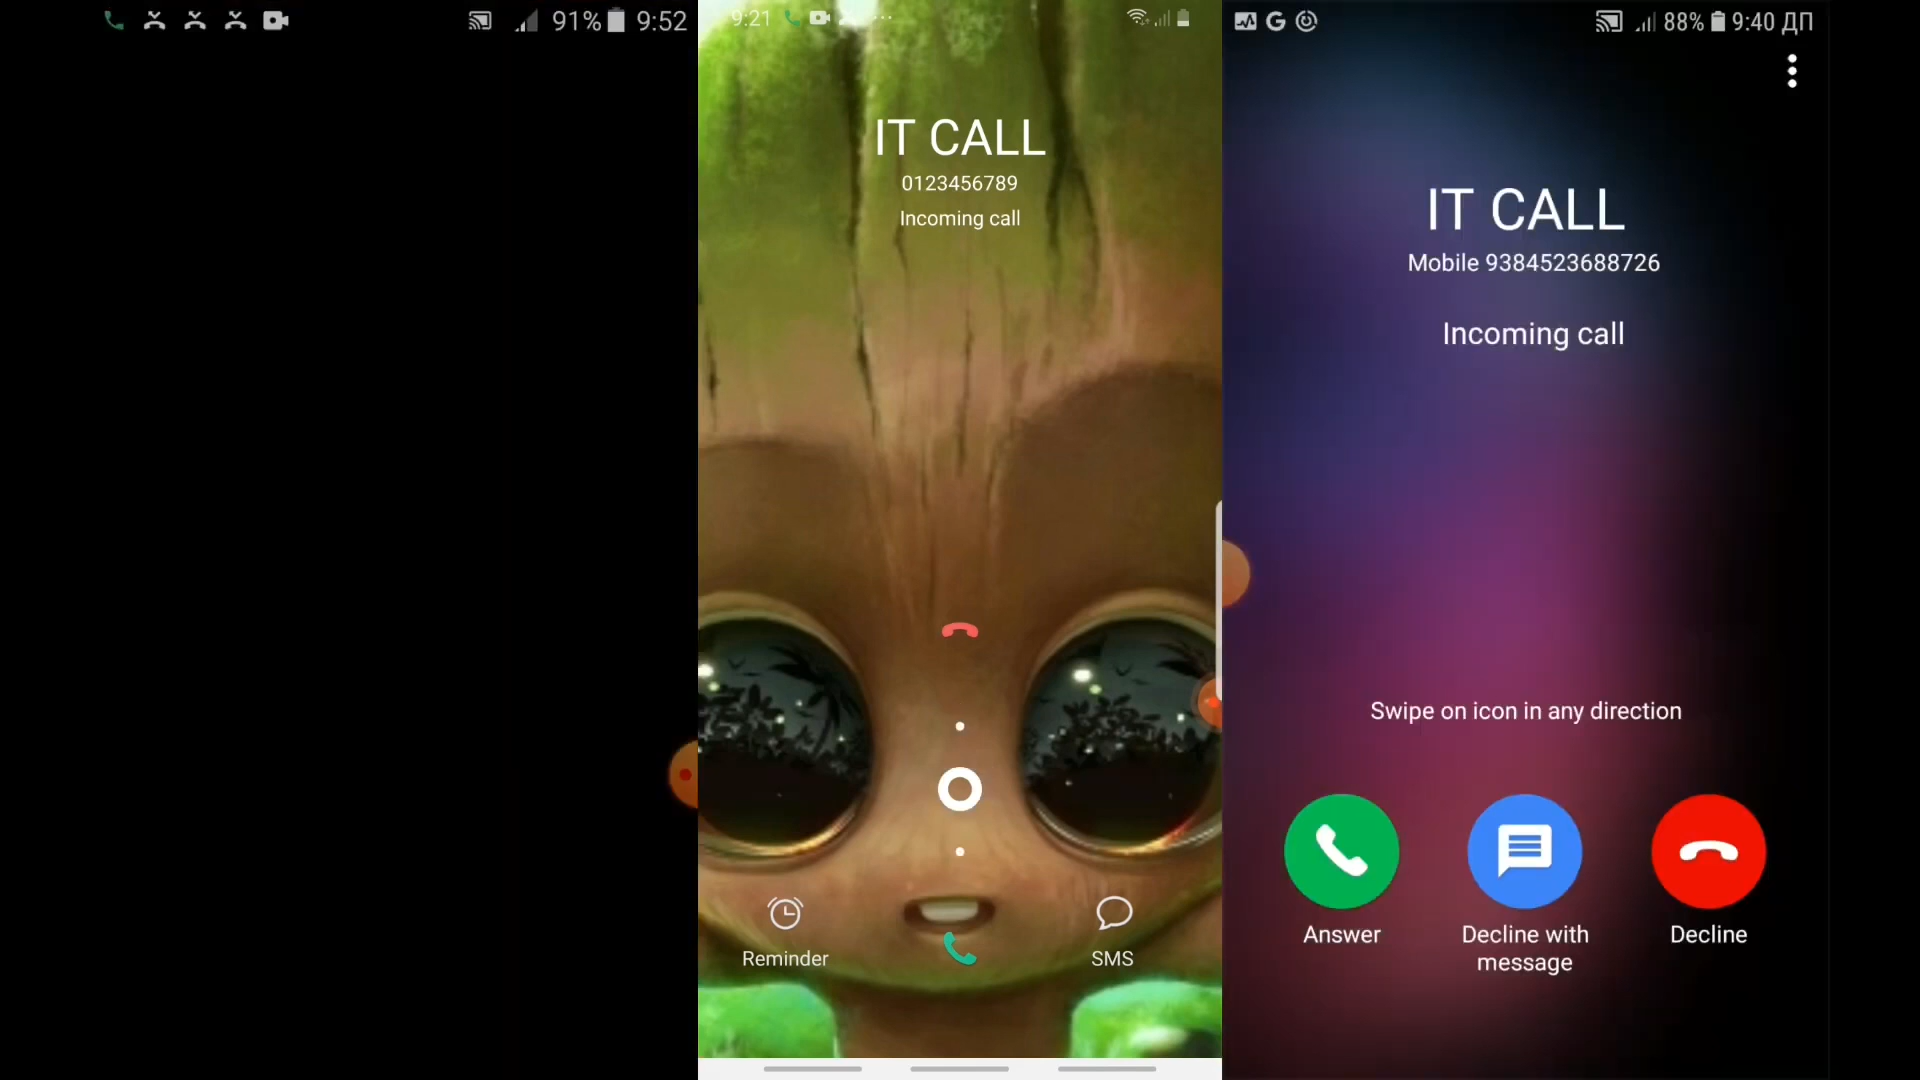 91% 9:52
9:21
IT CALL
0123456789
Incoming call
Reminder
SMS
88% 9:40 ДП
IT CALL
Mobile 9384523688726
Incoming call
Swipe on icon in any direction
Answer
Decline with
message
Decline